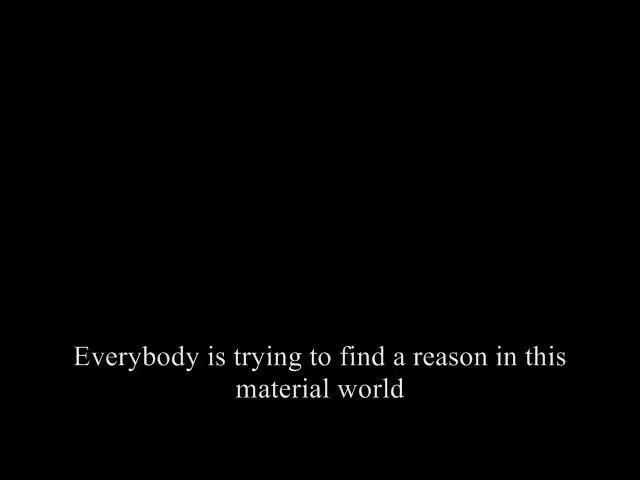 Everybody is trying to find a reason in this
material world